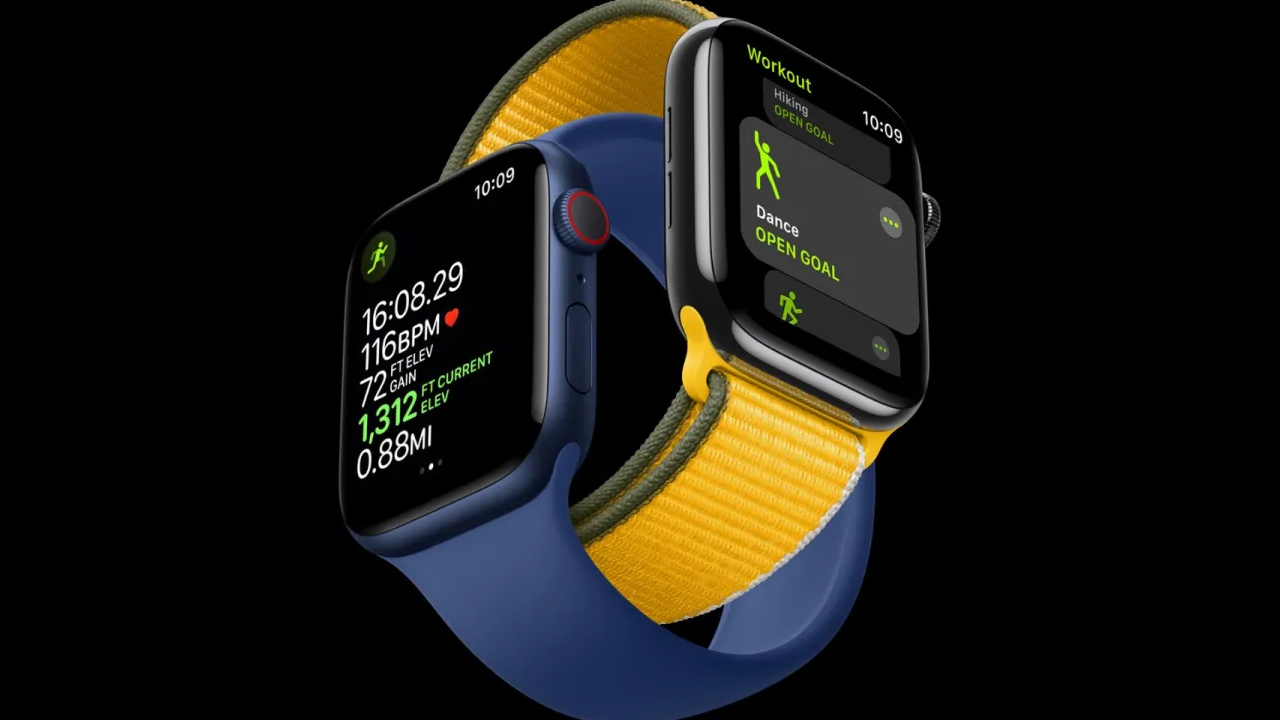 10:09
16:08.29
116BPM
72 FT ELEV
GAIN
1,312 FT CURRENT
ELEV
0.88MI
Workout
10:09
Hiking
OPEN GOAL
Dance
OPEN GOAL